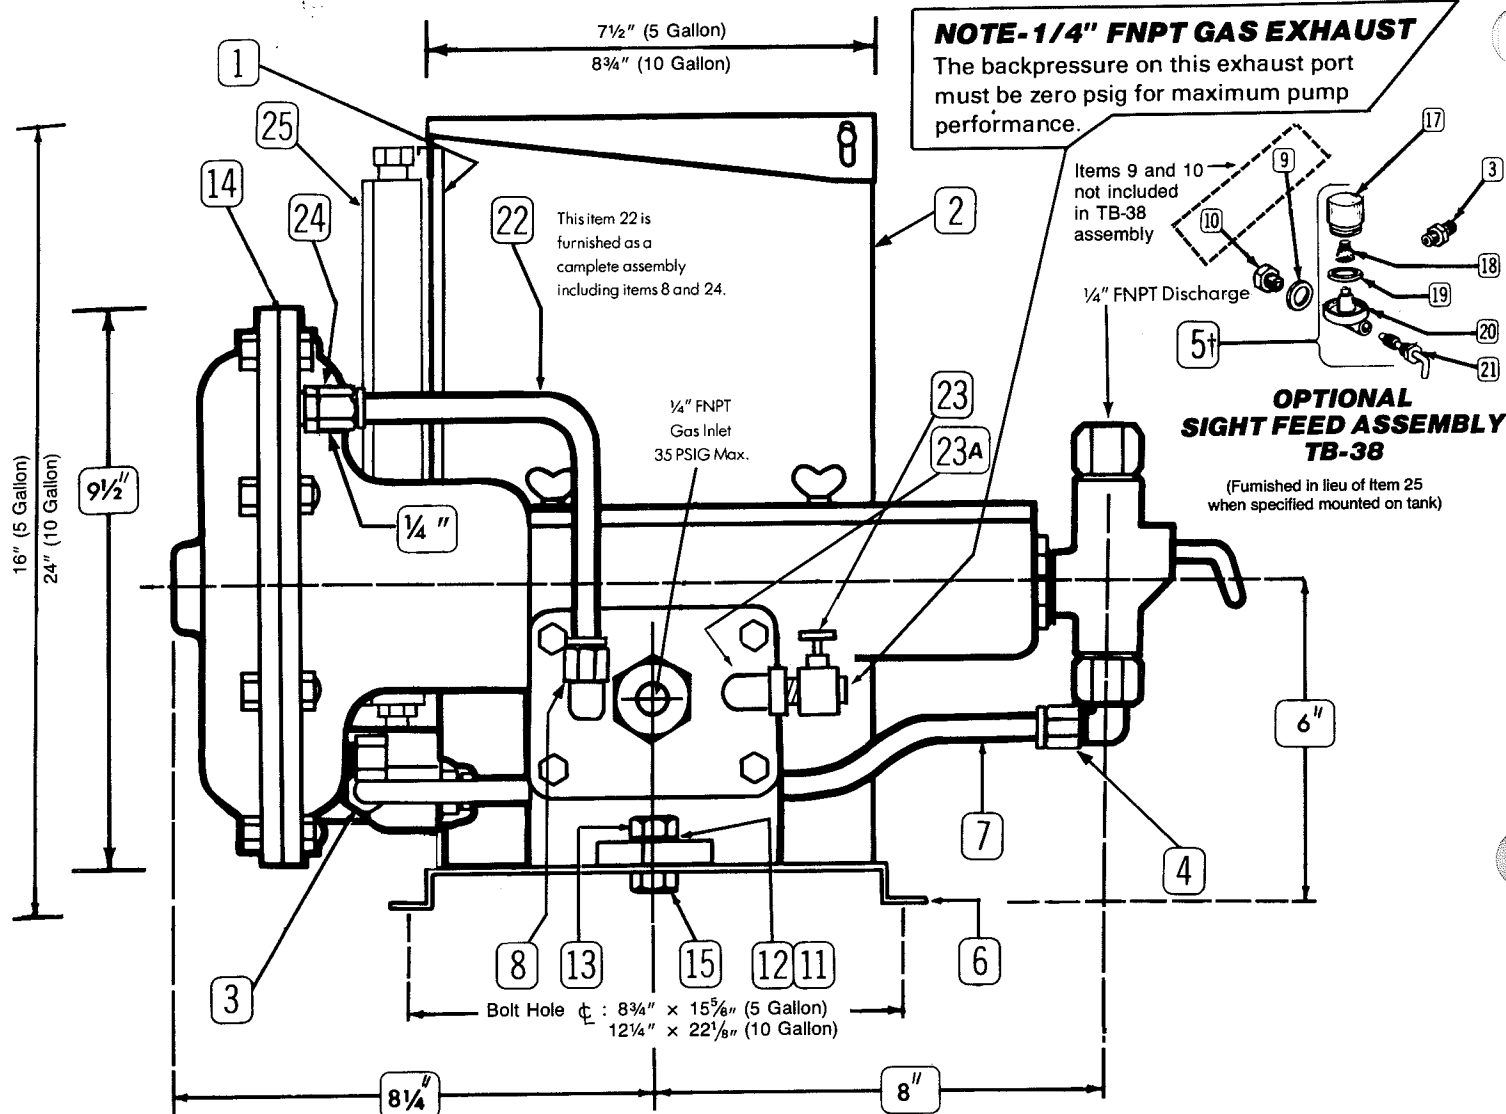 7½" (5 Gallon)
8¾" (10 Gallon)
NOTE-1/4" FNPT GAS EXHAUST
The backpressure on this exhaust port
must be zero psig for maximum pump
performance.
1
25
14
24
22
This item 22 is
furnished as a
camplete assembly
including items 8 and 24.
2
Items 9 and 10
not included
in TB-38
assembly
9
10
17
3
18
19
20
21
5†
¼" FNPT Discharge
OPTIONAL
SIGHT FEED ASSEMBLY
TB-38
(Furnished in lieu of Item 25
when specified mounted on tank)
16" (5 Gallon)
24" (10 Gallon)
9½"
¼"
¼" FNPT
Gas Inlet
35 PSIG Max.
23
23A
6"
7
4
8
13
15
12
11
6
3
Bolt Hole ℄ : 8¾" × 15⅝" (5 Gallon)
12¼" × 22⅛" (10 Gallon)
8¼"
8"